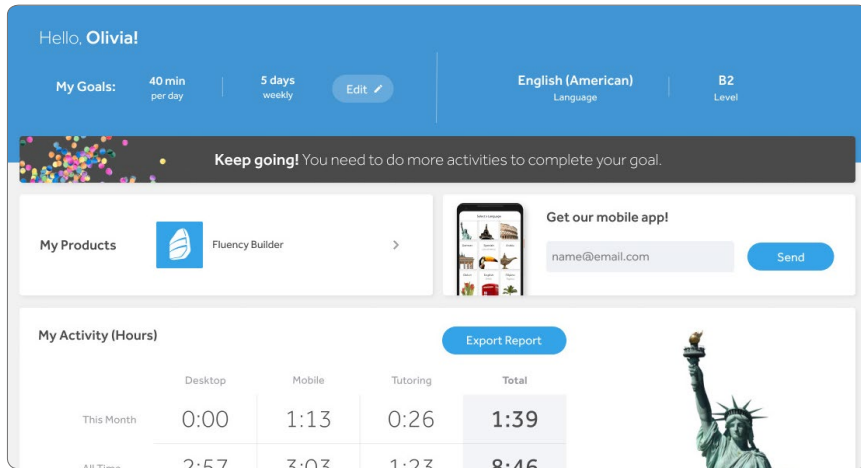 Hello, Olivia!
My Goals:
40 min
per day
5 days
weekly
Edit
English (American)
Language
B2
Level
Keep going! You need to do more activities to complete your goal.
My Products
Fluency Builder
Select a Language
Get our mobile app!
name@email.com
Send
My Activity (Hours)
Export Report
Desktop Mobile Tutoring Total
This Month 0:00 1:13 0:26 1:39
All Time 2:57 3:03 1:23 8:46